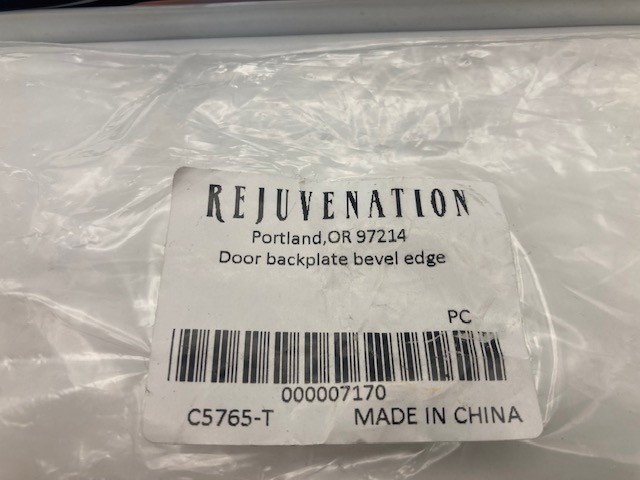 REJUVENATION
Portland,OR 97214
Door backplate bevel edge
PC
000007170
C5765-T MADE IN CHINA